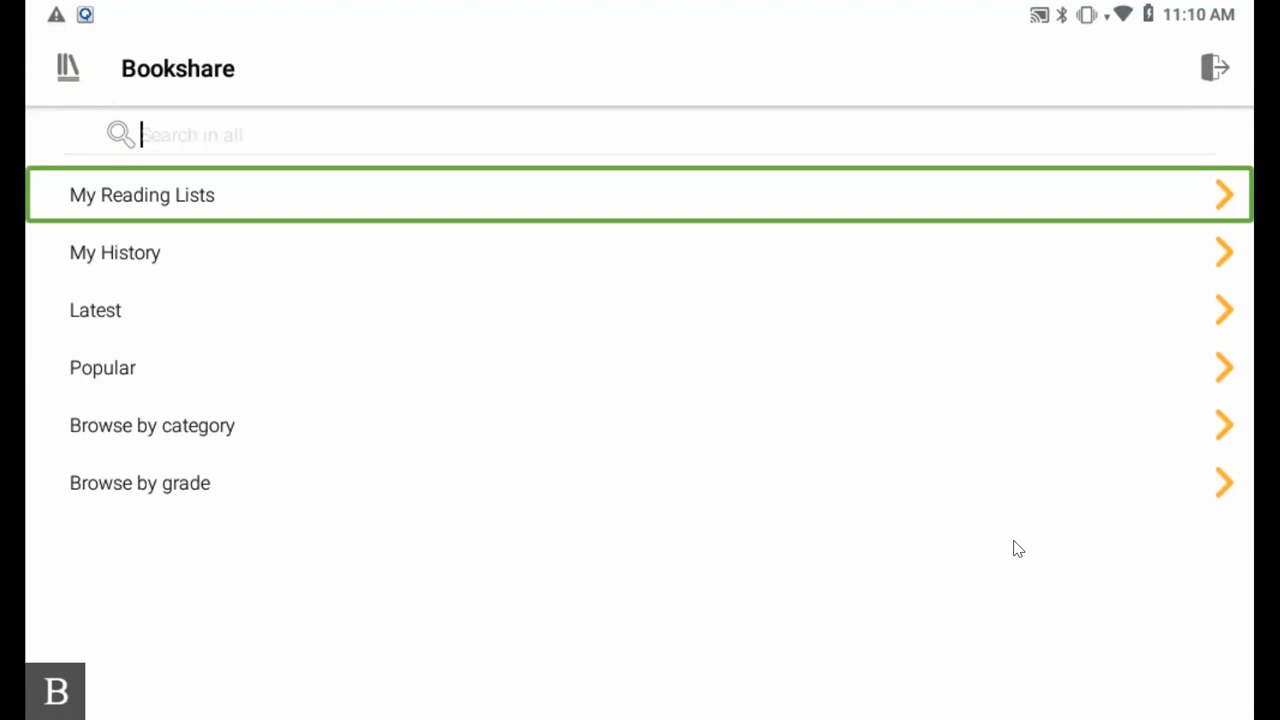 11:10 AM
Bookshare
Search in all
My Reading Lists
My History
Latest
Popular
Browse by category
Browse by grade
B